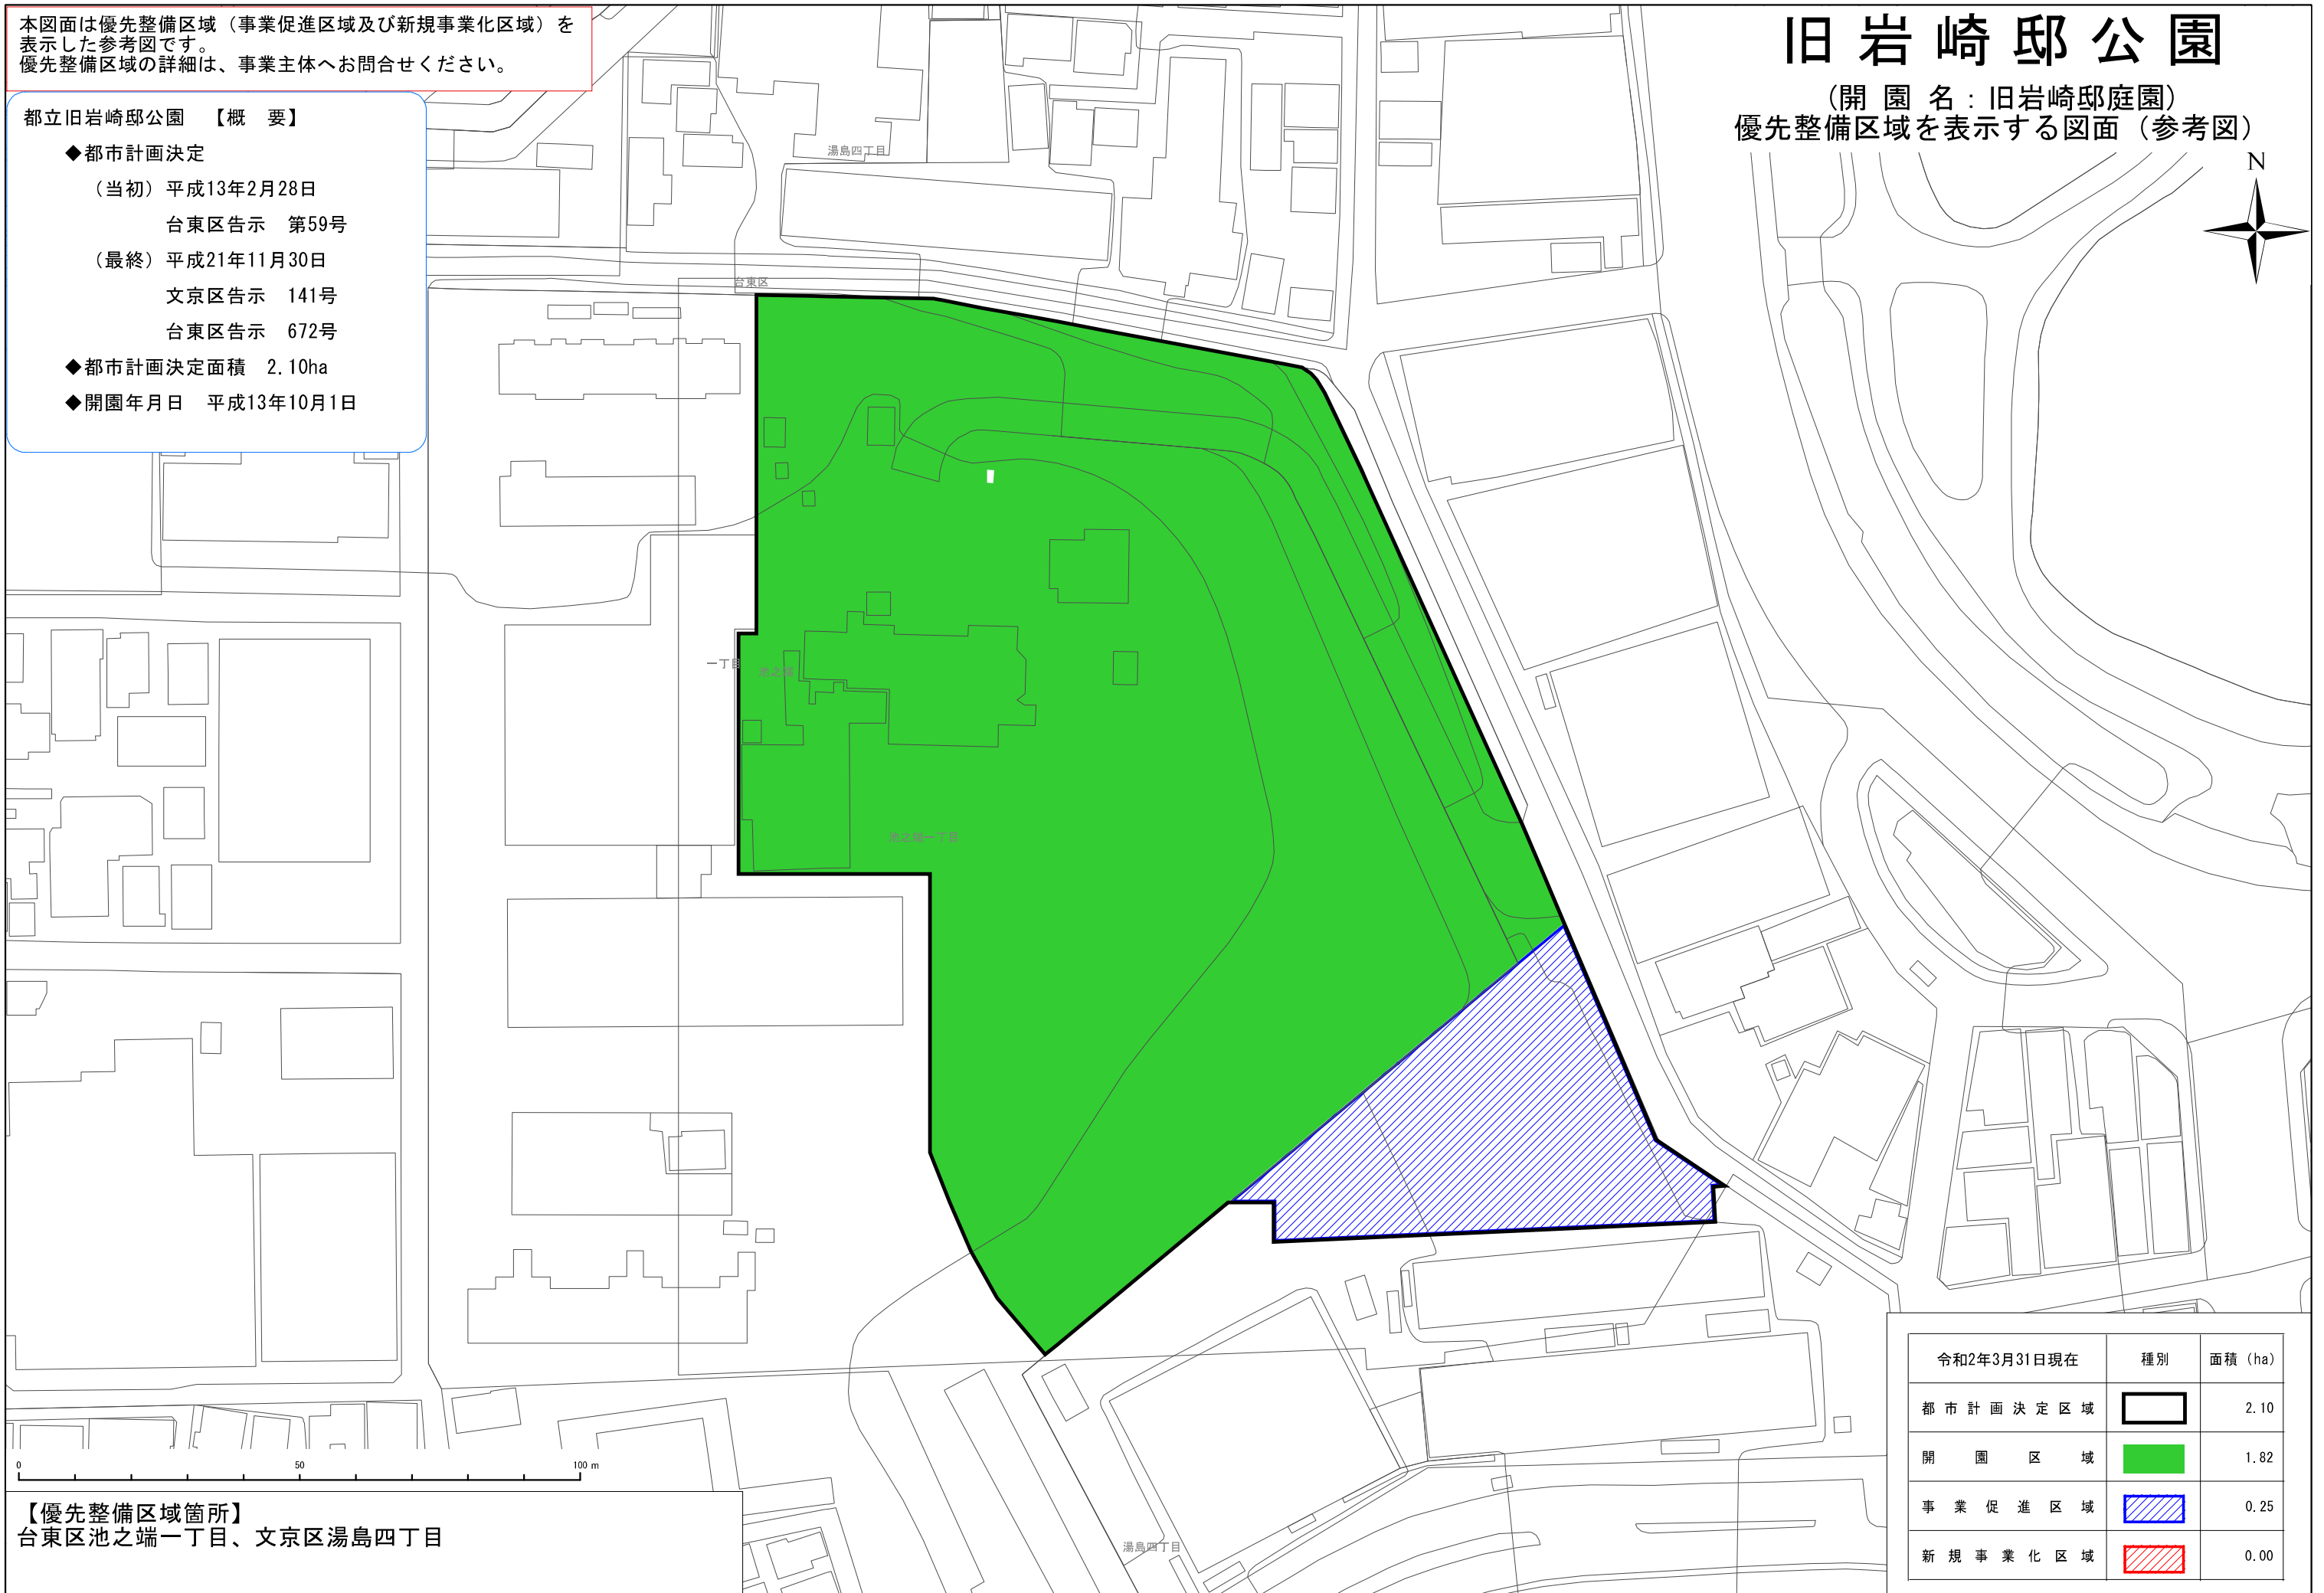 本図面は優先整備区域（事業促進区域及び新規事業化区域）を
表示した参考図です。
優先整備区域の詳細は、事業主体へお問合せください。
都立旧岩崎邸公園　【概　要】
◆都市計画決定
（当初）平成13年2月28日
台東区告示　第59号
（最終）平成21年11月30日
文京区告示　141号
台東区告示　672号
◆都市計画決定面積　2.10ha
◆開園年月日　平成13年10月1日
旧岩崎邸公園
（開 園 名：旧岩崎邸庭園）
優先整備区域を表示する図面（参考図）
N
湯島四丁目
台東区
一丁目
池之端
池之端一丁目
湯島四丁目
0 50 100 m
【優先整備区域箇所】
台東区池之端一丁目、文京区湯島四丁目
令和2年3月31日現在 種別 面積（ha）
都市計画決定区域 2.10
開園区域 1.82
事業促進区域 0.25
新規事業化区域 0.00